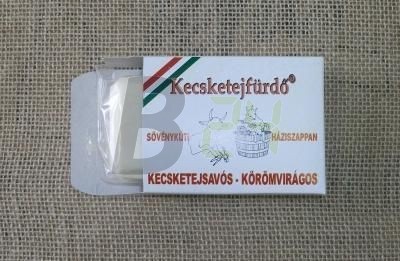 Kecsketejfürdő®
SÖVÉNYKÚTI HÁZISZAPPAN
KECSKETEJSAVÓS - KÖRÖMVIRÁGOS